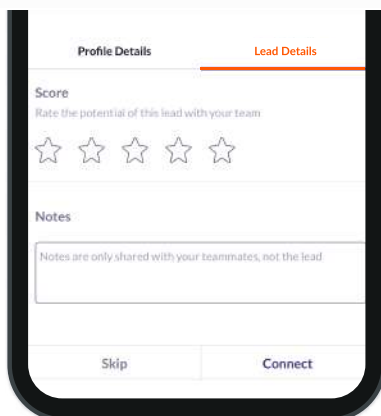 Profile Details
Lead Details
Score
Rate the potential of this lead with your team
Notes
Notes are only shared with your teammates, not the lead
Skip
Connect